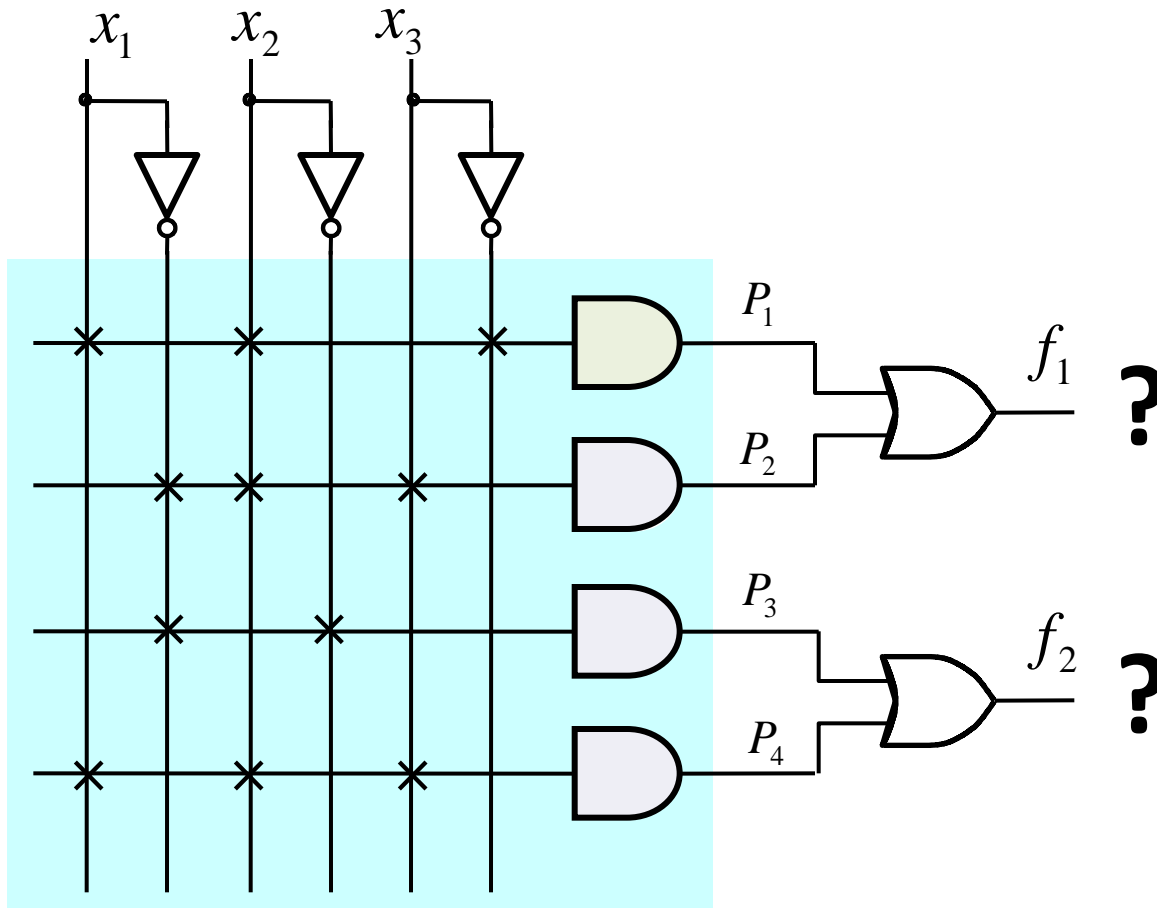 x₁ x₂ x₃
P₁
f₁ ?
P₂
P₃
f₂ ?
P₄